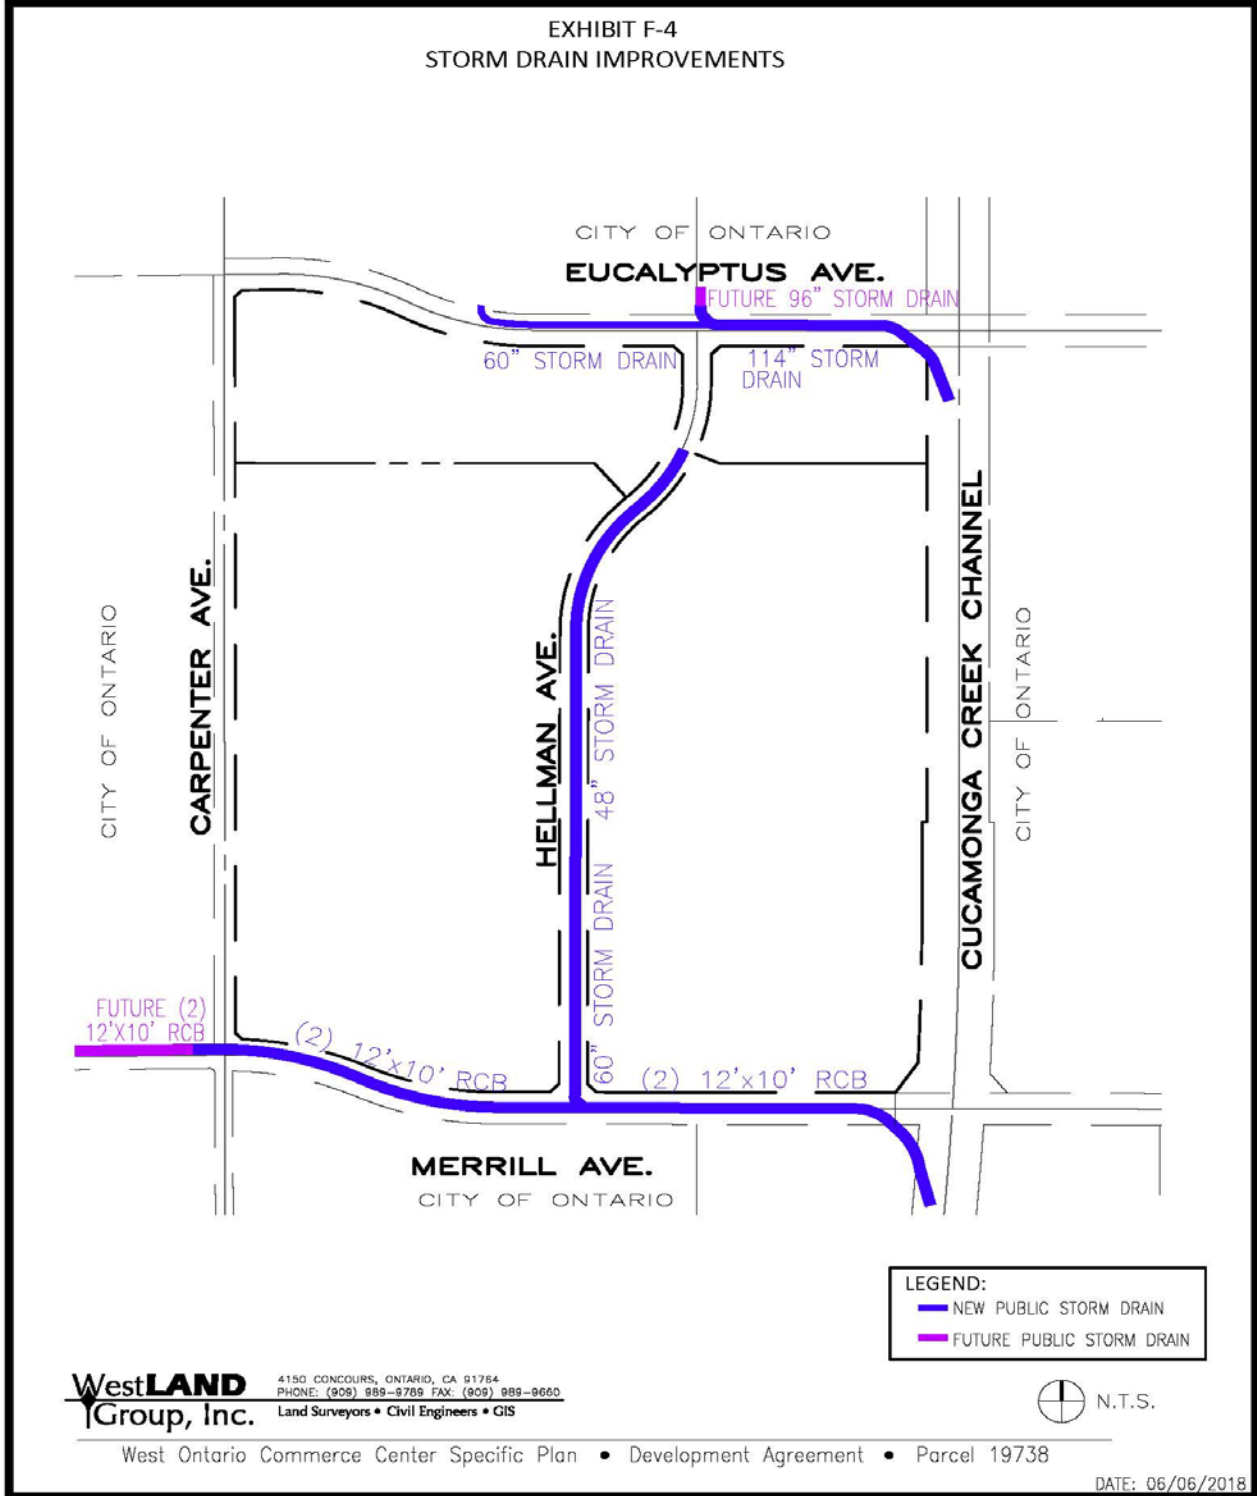 EXHIBIT F-4
STORM DRAIN IMPROVEMENTS
CITY OF ONTARIO
EUCALYPTUS AVE.
FUTURE 96" STORM DRAIN
60" STORM DRAIN
114" STORM
DRAIN
CITY OF ONTARIO
CARPENTER AVE.
HELLMAN AVE.
48" STORM DRAIN
60" STORM DRAIN
CUCAMONGA CREEK CHANNEL
CITY OF ONTARIO
FUTURE (2)
12'X10' RCB
(2) 12'x10' RCB
(2) 12'x10' RCB
MERRILL AVE.
CITY OF ONTARIO
LEGEND:
NEW PUBLIC STORM DRAIN
FUTURE PUBLIC STORM DRAIN
WestLAND
Group, Inc.
4150 CONCOURS, ONTARIO, CA 91764
PHONE: (909) 989-9789 FAX: (909) 989-9660
Land Surveyors • Civil Engineers • GIS
N.T.S.
West Ontario Commerce Center Specific Plan • Development Agreement • Parcel 19738
DATE: 06/06/2018